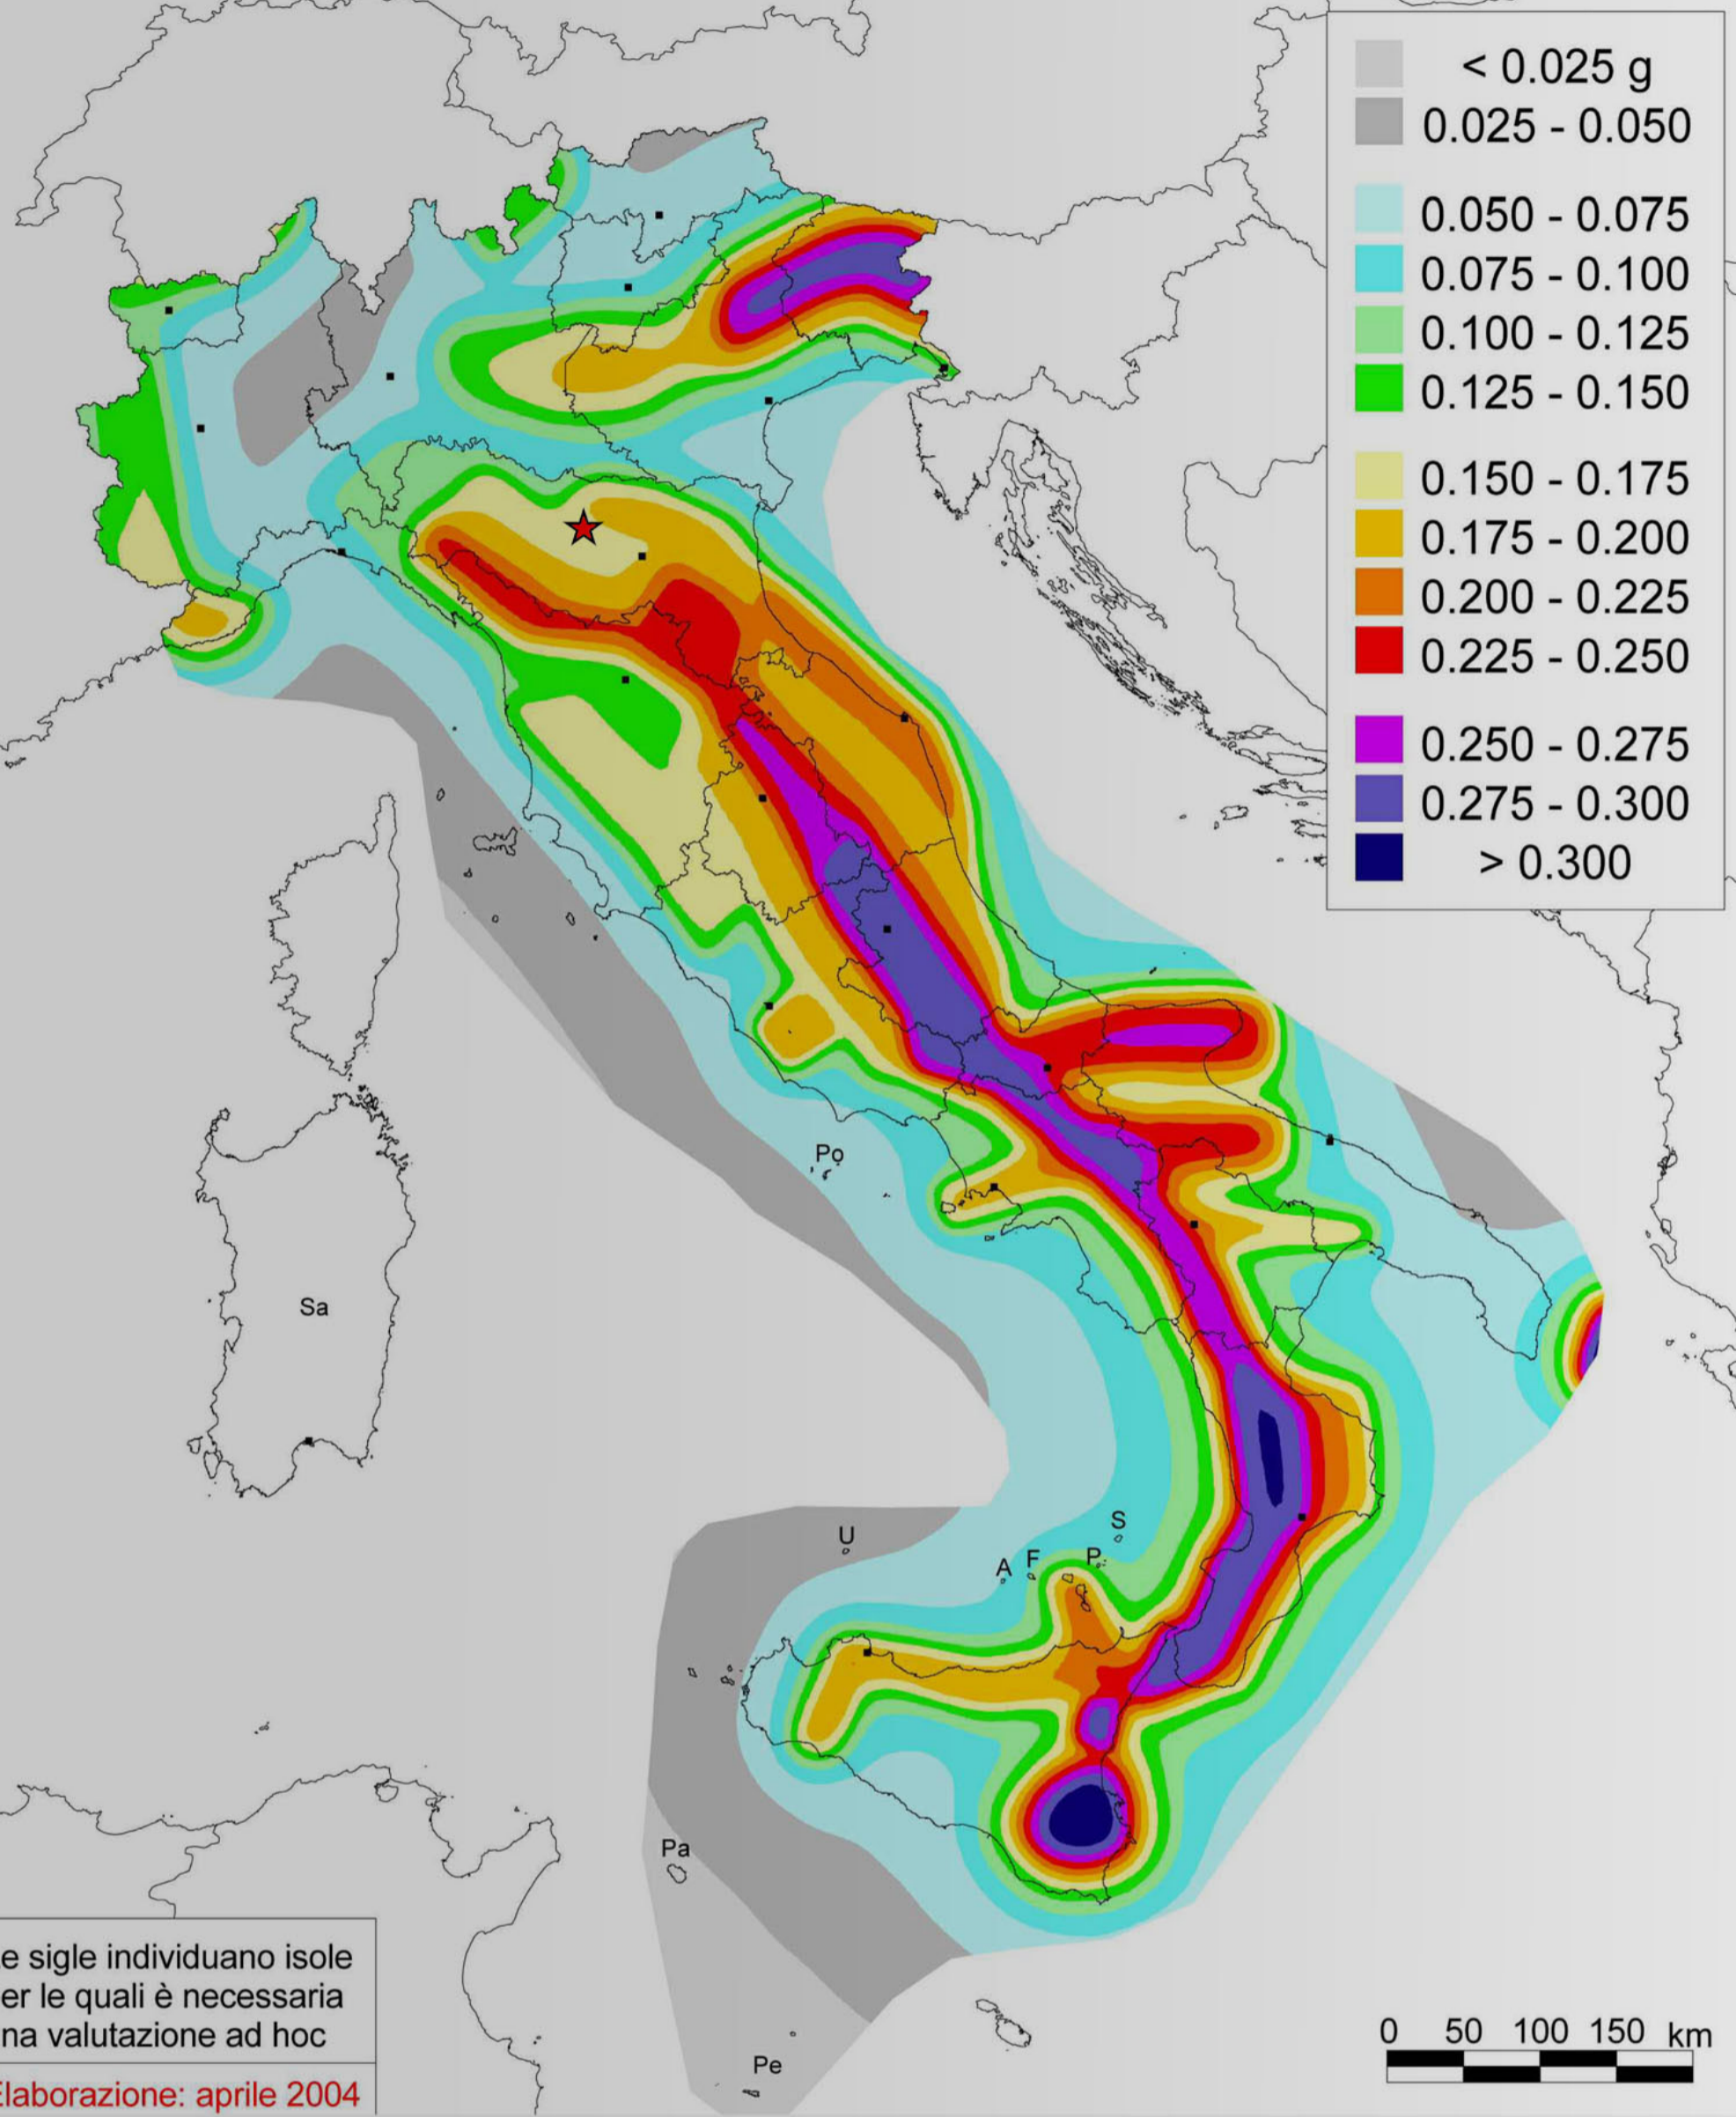 < 0.025 g
0.025 - 0.050
0.050 - 0.075
0.075 - 0.100
0.100 - 0.125
0.125 - 0.150
0.150 - 0.175
0.175 - 0.200
0.200 - 0.225
0.225 - 0.250
0.250 - 0.275
0.275 - 0.300
> 0.300
Po
Sa
S
U
A F P
Pa
Pe
e sigle individuano isole
er le quali è necessaria
na valutazione ad hoc
Elaborazione: aprile 2004
0 50 100 150 km